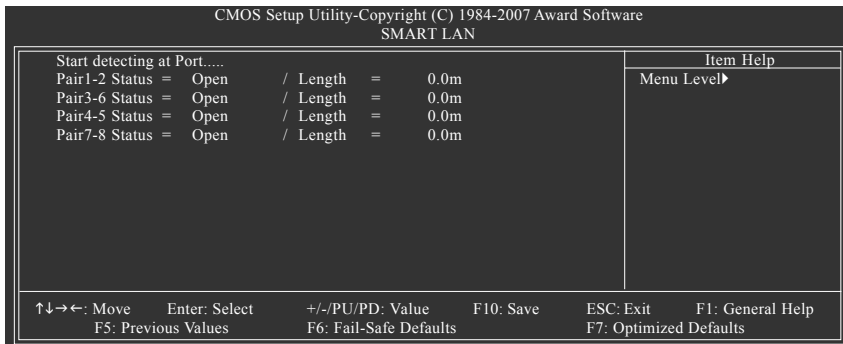 CMOS Setup Utility-Copyright (C) 1984-2007 Award Software
SMART LAN
Start detecting at Port.....
Pair1-2 Status = Open / Length = 0.0m
Pair3-6 Status = Open / Length = 0.0m
Pair4-5 Status = Open / Length = 0.0m
Pair7-8 Status = Open / Length = 0.0m
Item Help
Menu Level▶
↑↓→←: Move Enter: Select +/-/PU/PD: Value F10: Save ESC: Exit F1: General Help
F5: Previous Values F6: Fail-Safe Defaults F7: Optimized Defaults